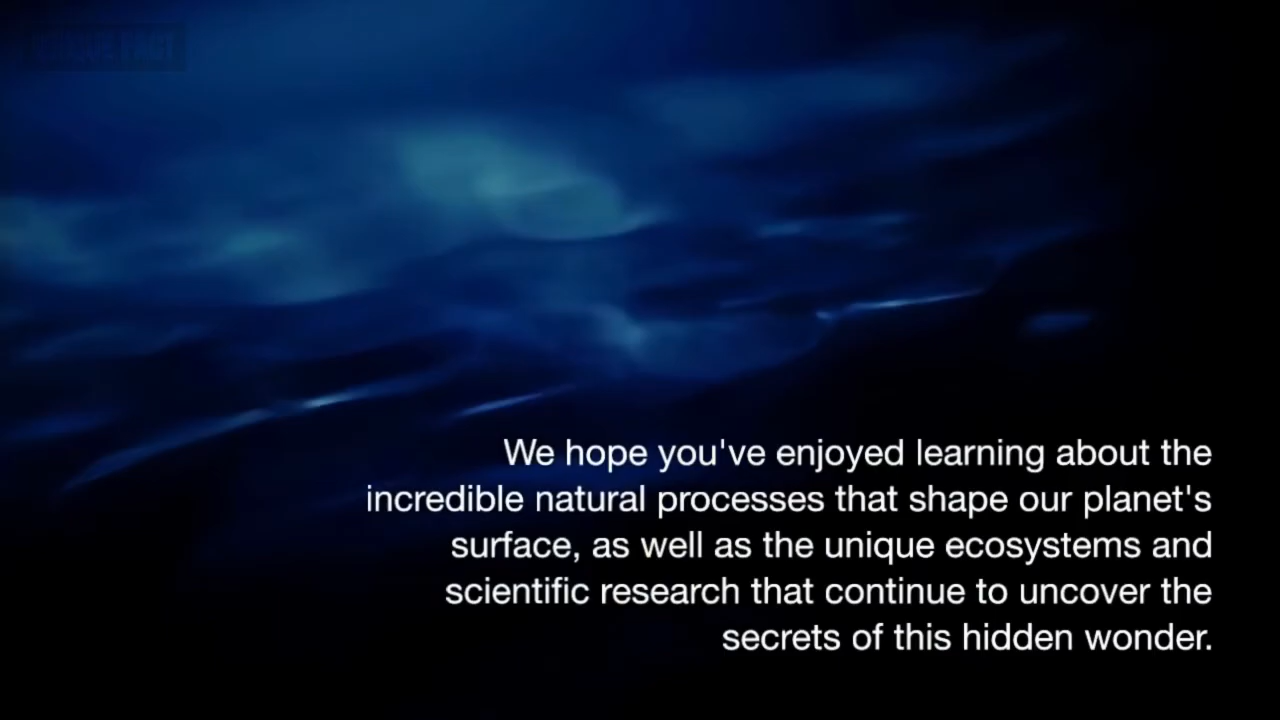 We hope you've enjoyed learning about the
incredible natural processes that shape our planet's
surface, as well as the unique ecosystems and
scientific research that continue to uncover the
secrets of this hidden wonder.